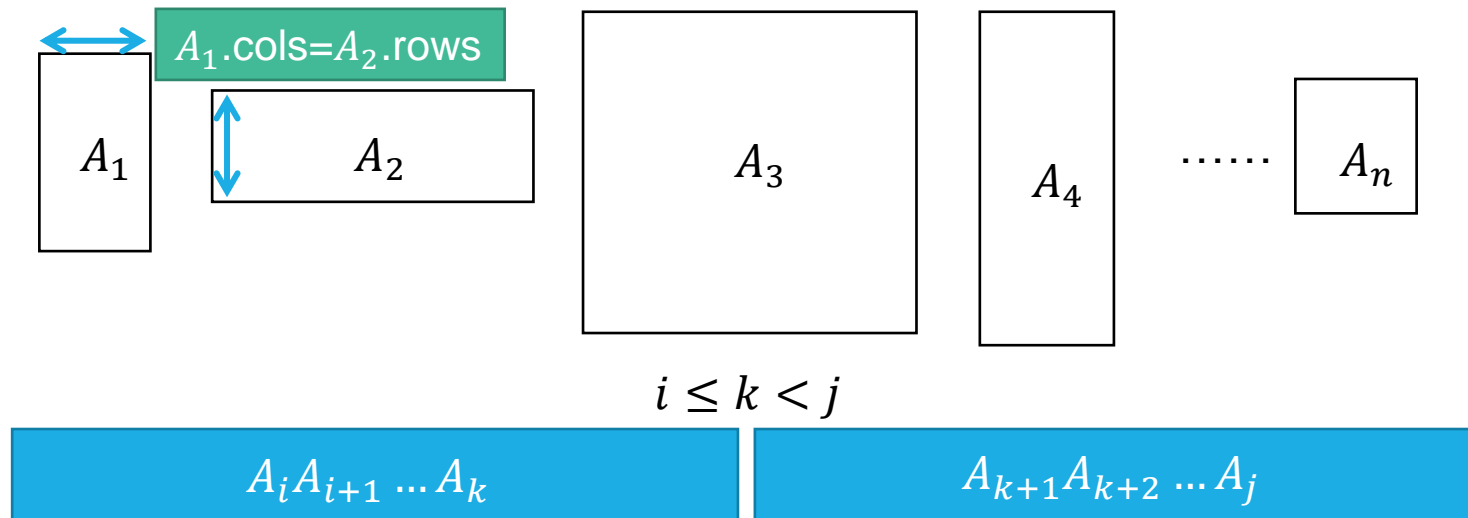 A₁.cols=A₂.rows
A₁
A₂
A₃
A₄
......
Aₙ
i ≤ k < j
AᵢAᵢ₊₁ … Aₖ
Aₖ₊₁Aₖ₊₂ … Aⱼ